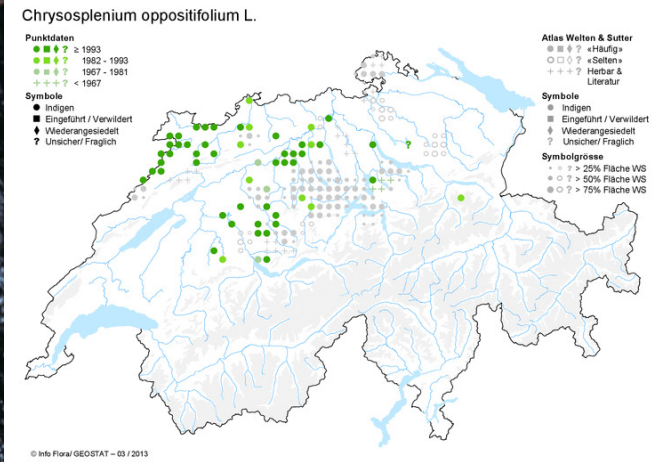 Chrysosplenium oppositifolium L.
Punktdaten
? ≥ 1993
? 1982 - 1993
? 1967 - 1981
+ + + ? < 1967
Symbole
Indigen
Eingeführt / Verwildert
Wiederangesiedelt
? Unsicher/ Fraglich
Atlas Welten & Sutter
? «Häufig»
? «Selten»
+ + + ? Herbar &
Literatur
Symbole
Indigen
Eingeführt / Verwildert
Wiederangesiedelt
? Unsicher/ Fraglich
Symbolgrösse
? > 25% Fläche WS
? > 50% Fläche WS
? > 75% Fläche WS
?
© Info Flora/ GEOSTAT – 03 / 2013